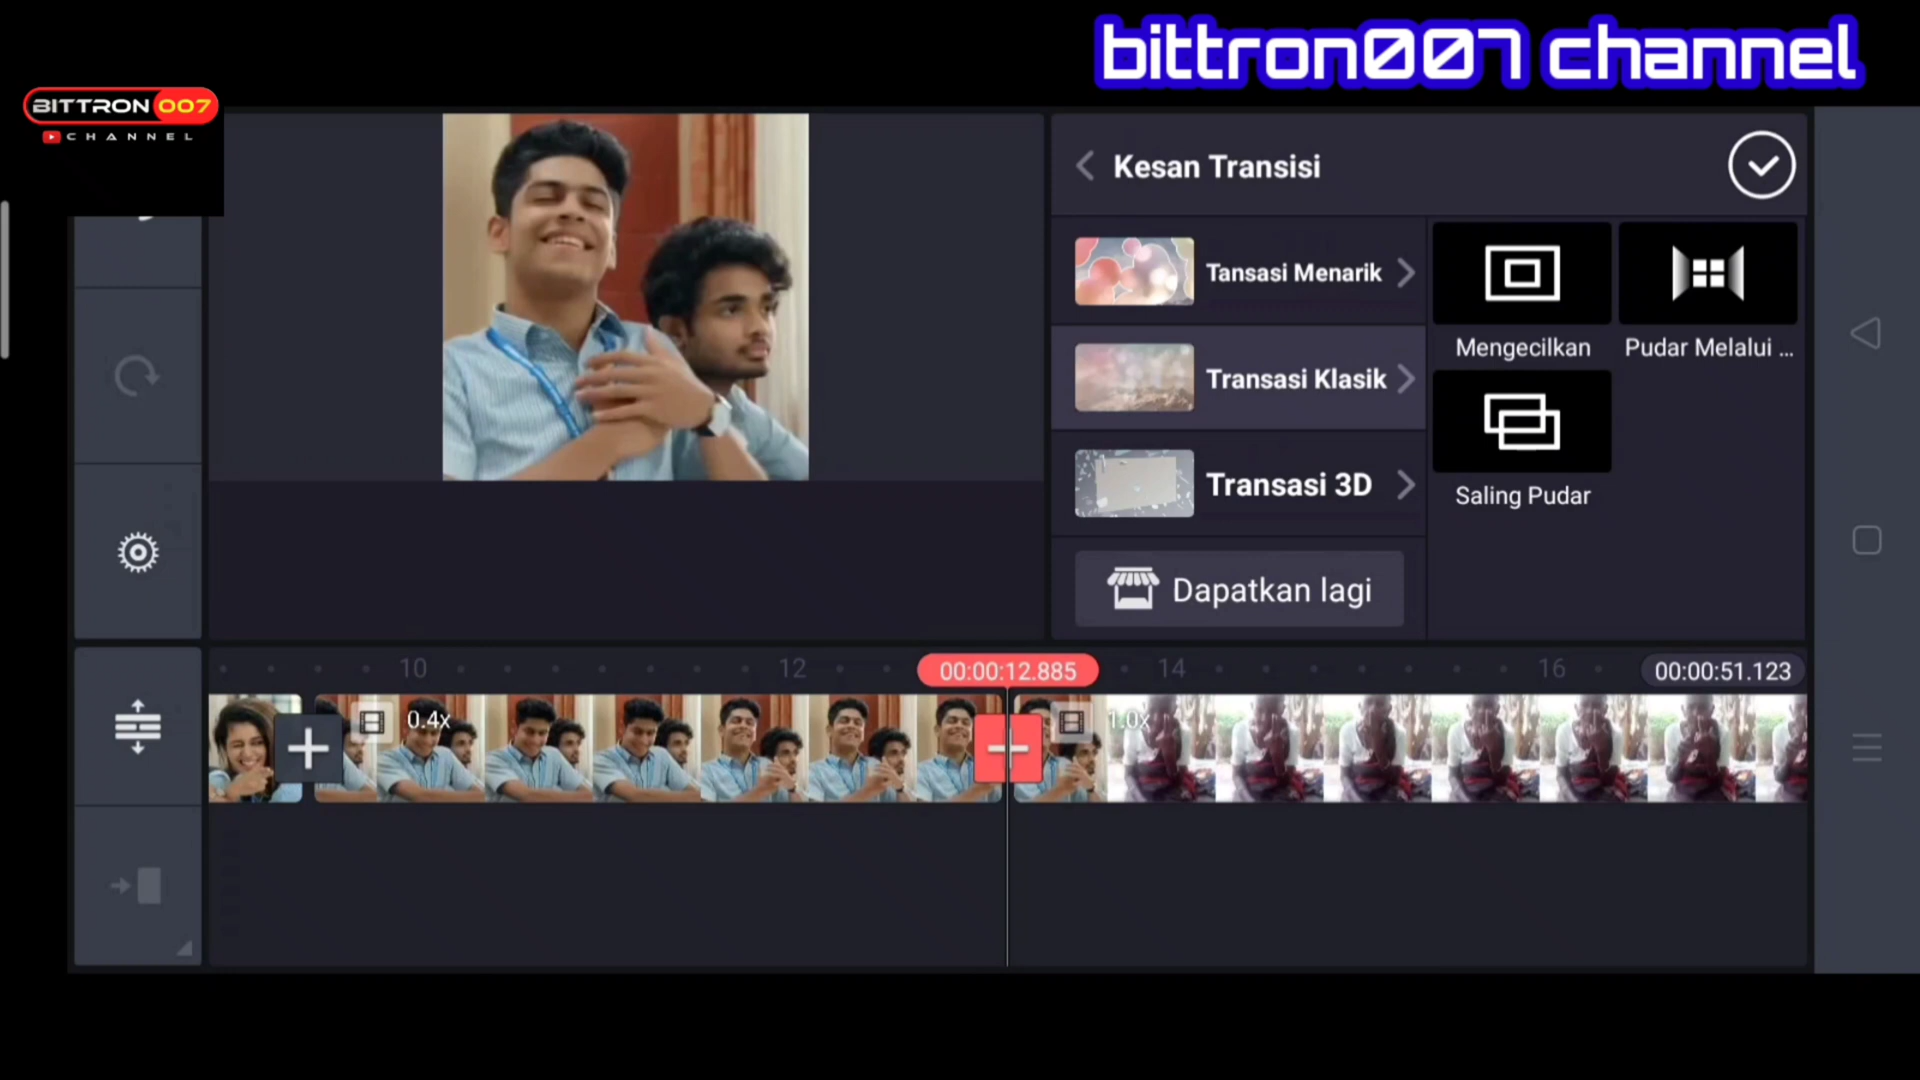 bittron007 channel
BITTRON 007
CHANNEL
Kesan Transisi
Tansasi Menarik
Transasi Klasik
Transasi 3D
Dapatkan lagi
Mengecilkan
Pudar Melalui ...
Saling Pudar
10
12
00:00:12.885
14
16
00:00:51.123
0.4x
1.0x